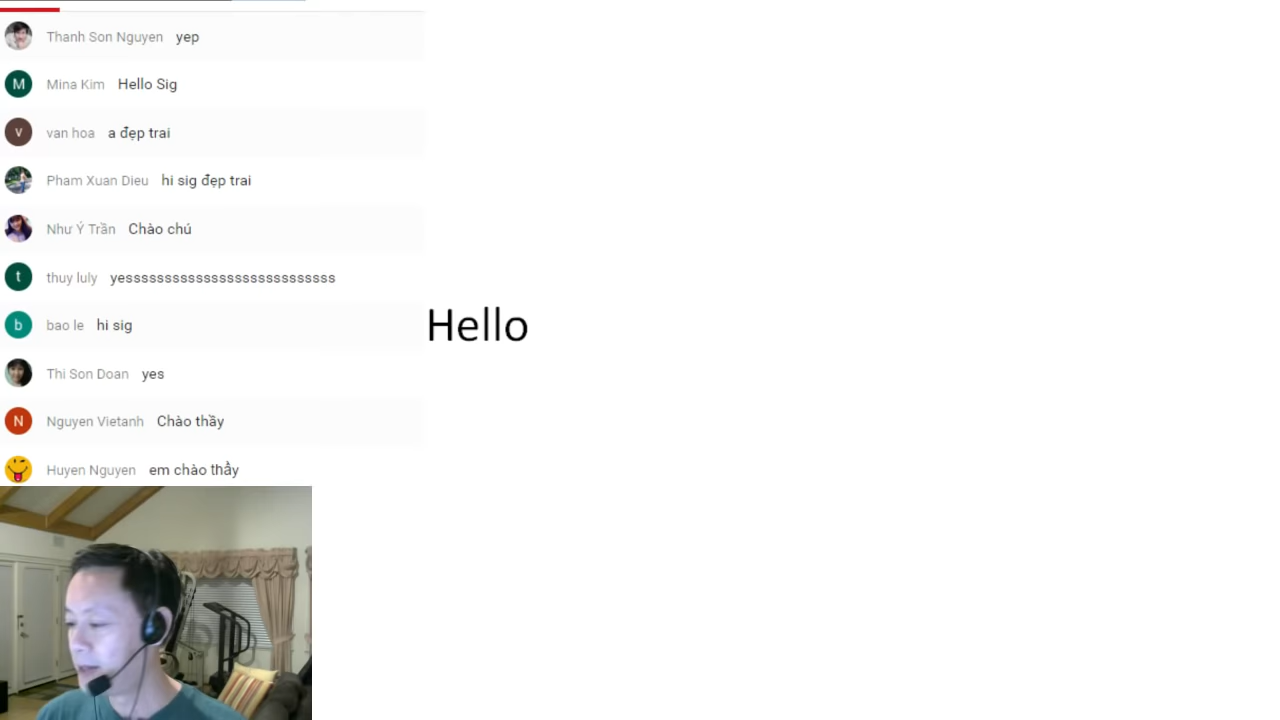 Thanh Son Nguyen yep
M Mina Kim Hello Sig
v van hoa a đẹp trai
Pham Xuan Dieu hi sig đẹp trai
Như Ý Trần Chào chú
t thuy luly yesssssssssssssssssssssssssss
b bao le hi sig
Hello
Thi Son Doan yes
N Nguyen Vietanh Chào thầy
Huyen Nguyen em chào thầy